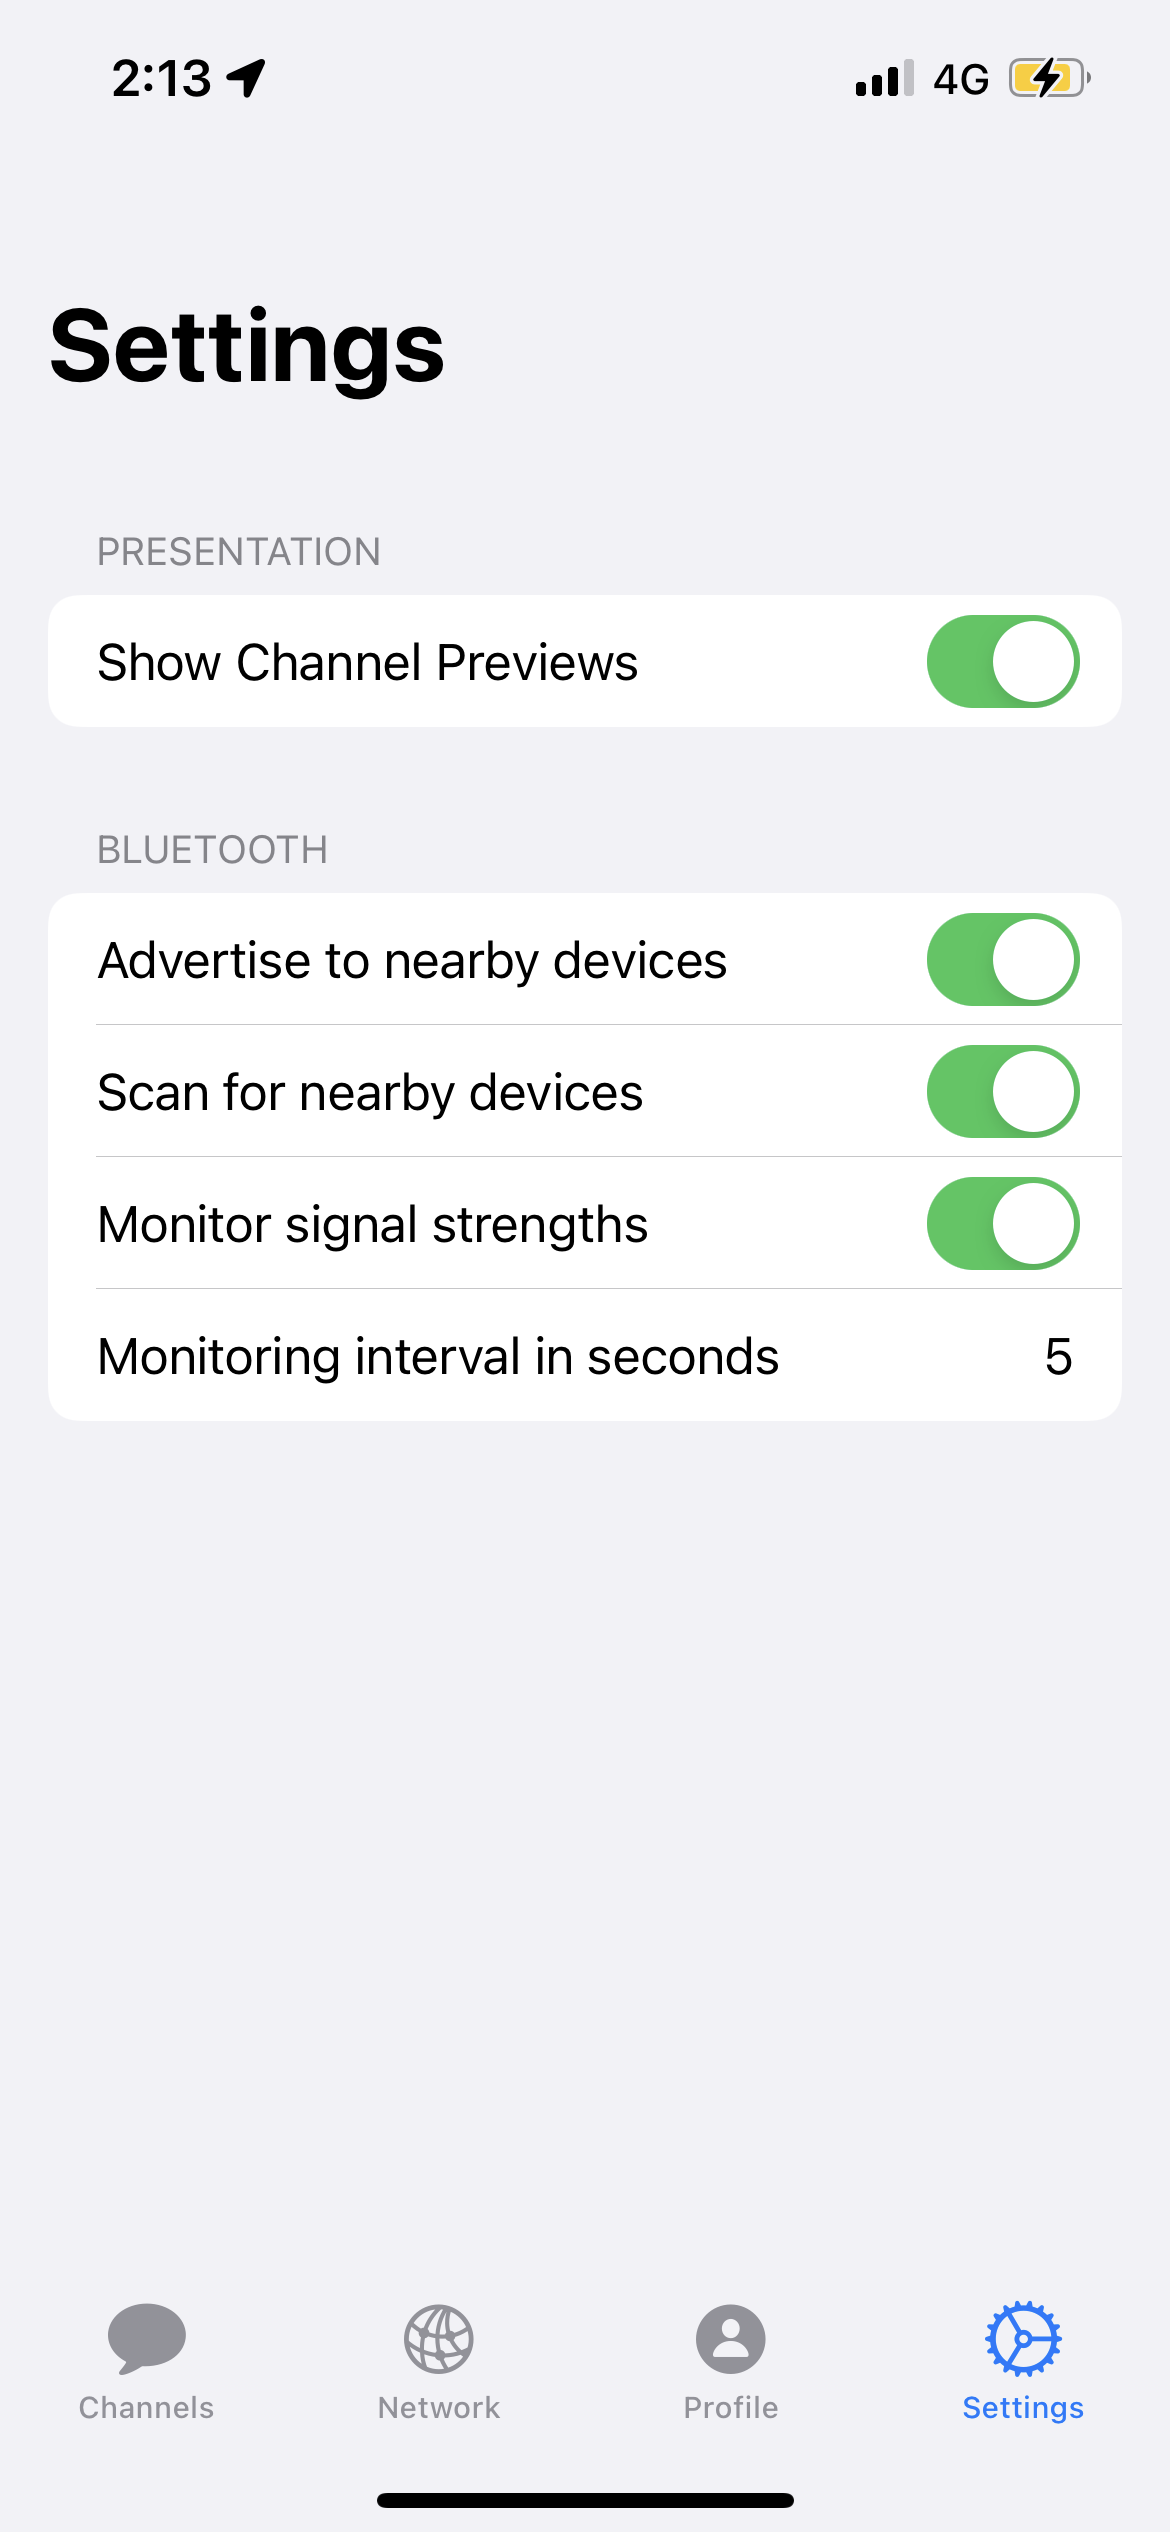 2:13
4G
Settings
PRESENTATION
Show Channel Previews
BLUETOOTH
Advertise to nearby devices
Scan for nearby devices
Monitor signal strengths
Monitoring interval in seconds 5
Channels Network Profile Settings